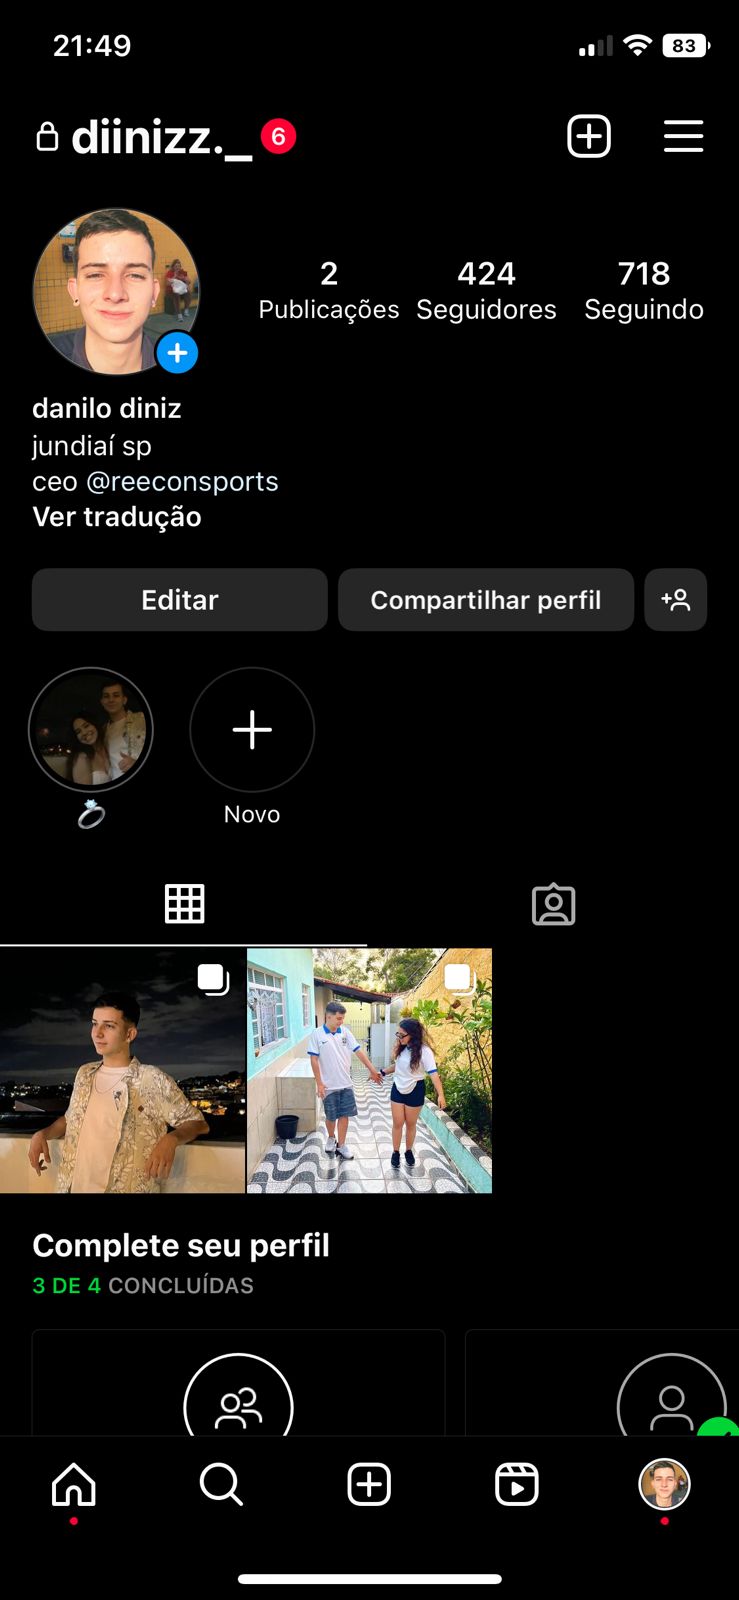 21:49
83
diinizz._ 6
2 424 718
Publicações Seguidores Seguindo
danilo diniz
jundiaí sp
ceo @reeconsports
Ver tradução
Editar Compartilhar perfil
Novo
Complete seu perfil
3 DE 4 CONCLUÍDAS